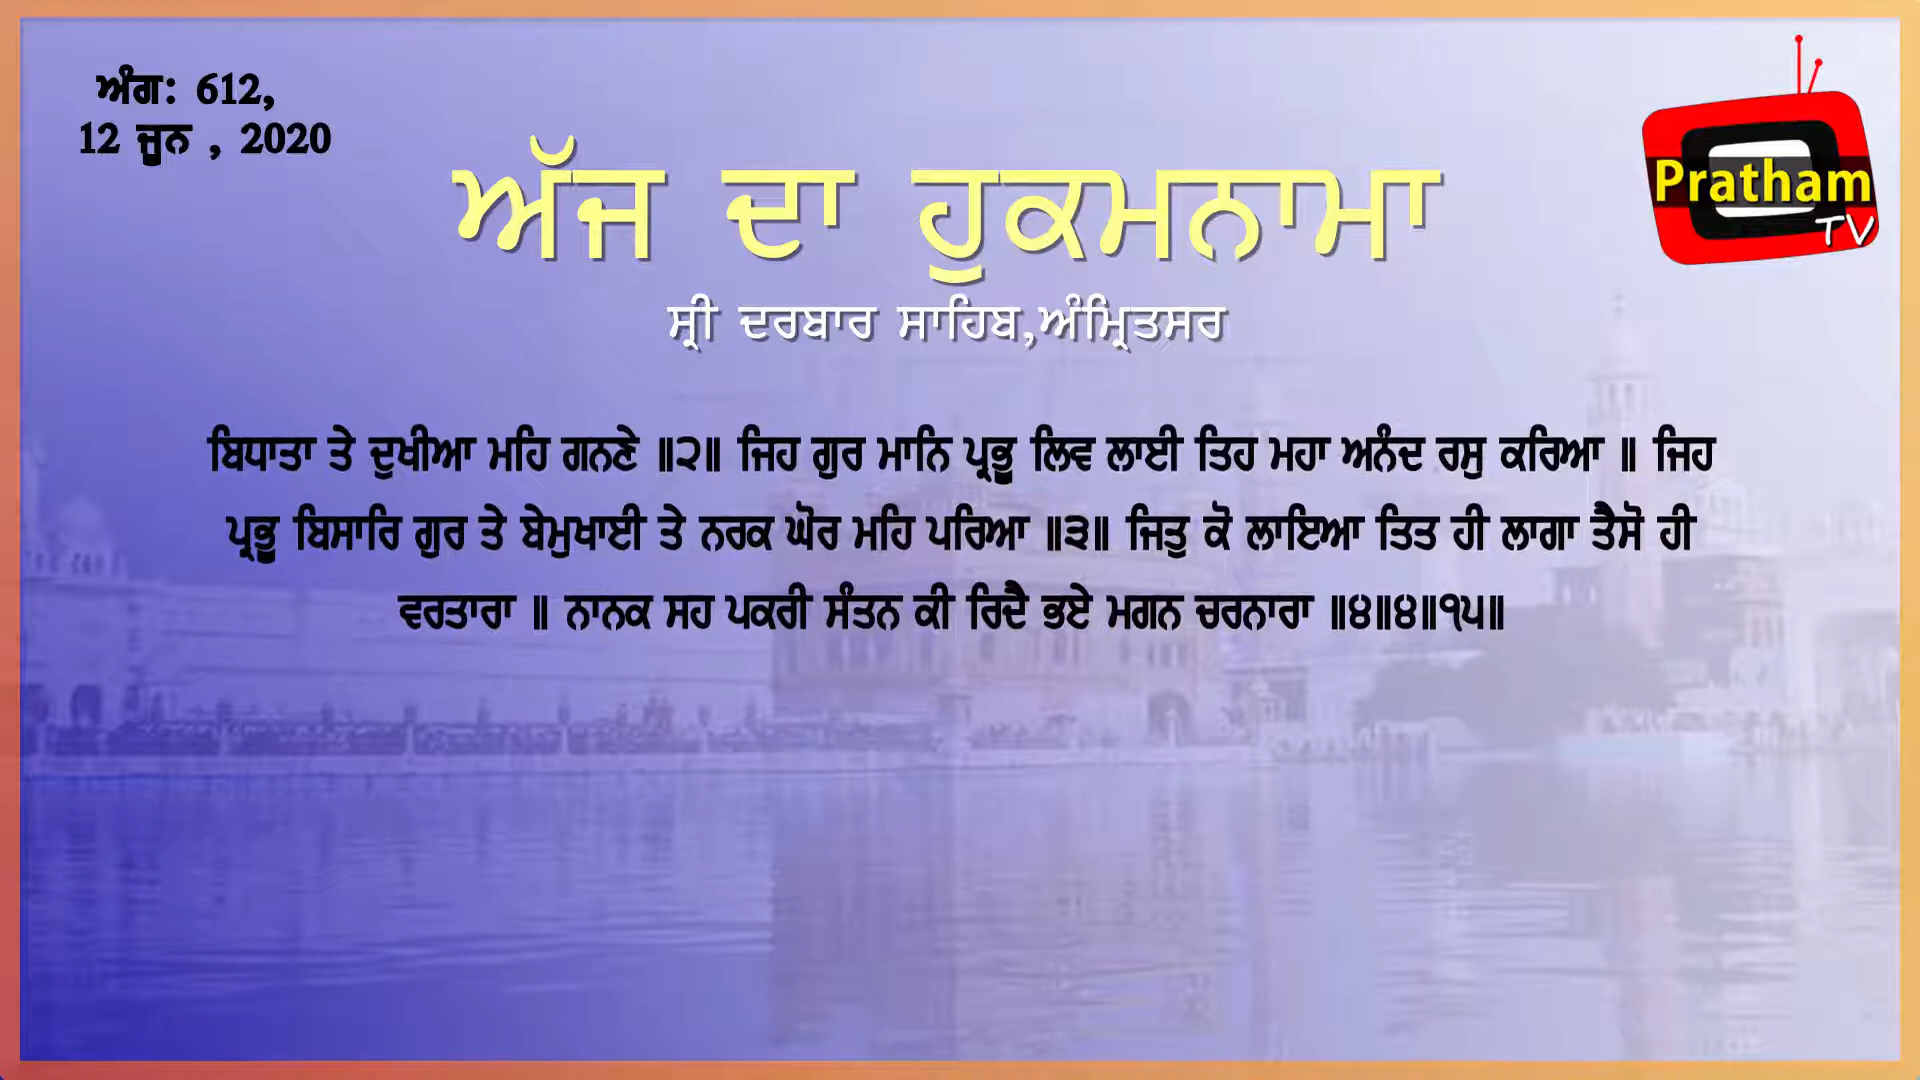 ਅੰਗ: 612,
12 ਜੂਨ , 2020
Pratham
TV
ਅੱਜ ਦਾ ਹੁਕਮਨਾਮਾ
ਸ੍ਰੀ ਦਰਬਾਰ ਸਾਹਿਬ,ਅੰਮ੍ਰਿਤਸਰ
ਬਿਧਾਤਾ ਤੇ ਦੁਖੀਆ ਮਹਿ ਗਨਣੇ ॥੨॥ ਜਿਹ ਗੁਰ ਮਾਨਿ ਪ੍ਰਭੂ ਲਿਵ ਲਾਈ ਤਿਹ ਮਹਾ ਅਨੰਦ ਰਸੁ ਕਰਿਆ ॥ ਜਿਹ
ਪ੍ਰਭੂ ਬਿਸਾਰਿ ਗੁਰ ਤੇ ਬੇਮੁਖਾਈ ਤੇ ਨਰਕ ਘੋਰ ਮਹਿ ਪਰਿਆ ॥੩॥ ਜਿਤੁ ਕੋ ਲਾਇਆ ਤਿਤ ਹੀ ਲਾਗਾ ਤੈਸੋ ਹੀ
ਵਰਤਾਰਾ ॥ ਨਾਨਕ ਸਹ ਪਕਰੀ ਸੰਤਨ ਕੀ ਰਿਦੈ ਭਏ ਮਗਨ ਚਰਨਾਰਾ ॥੪॥੪॥੧੫॥